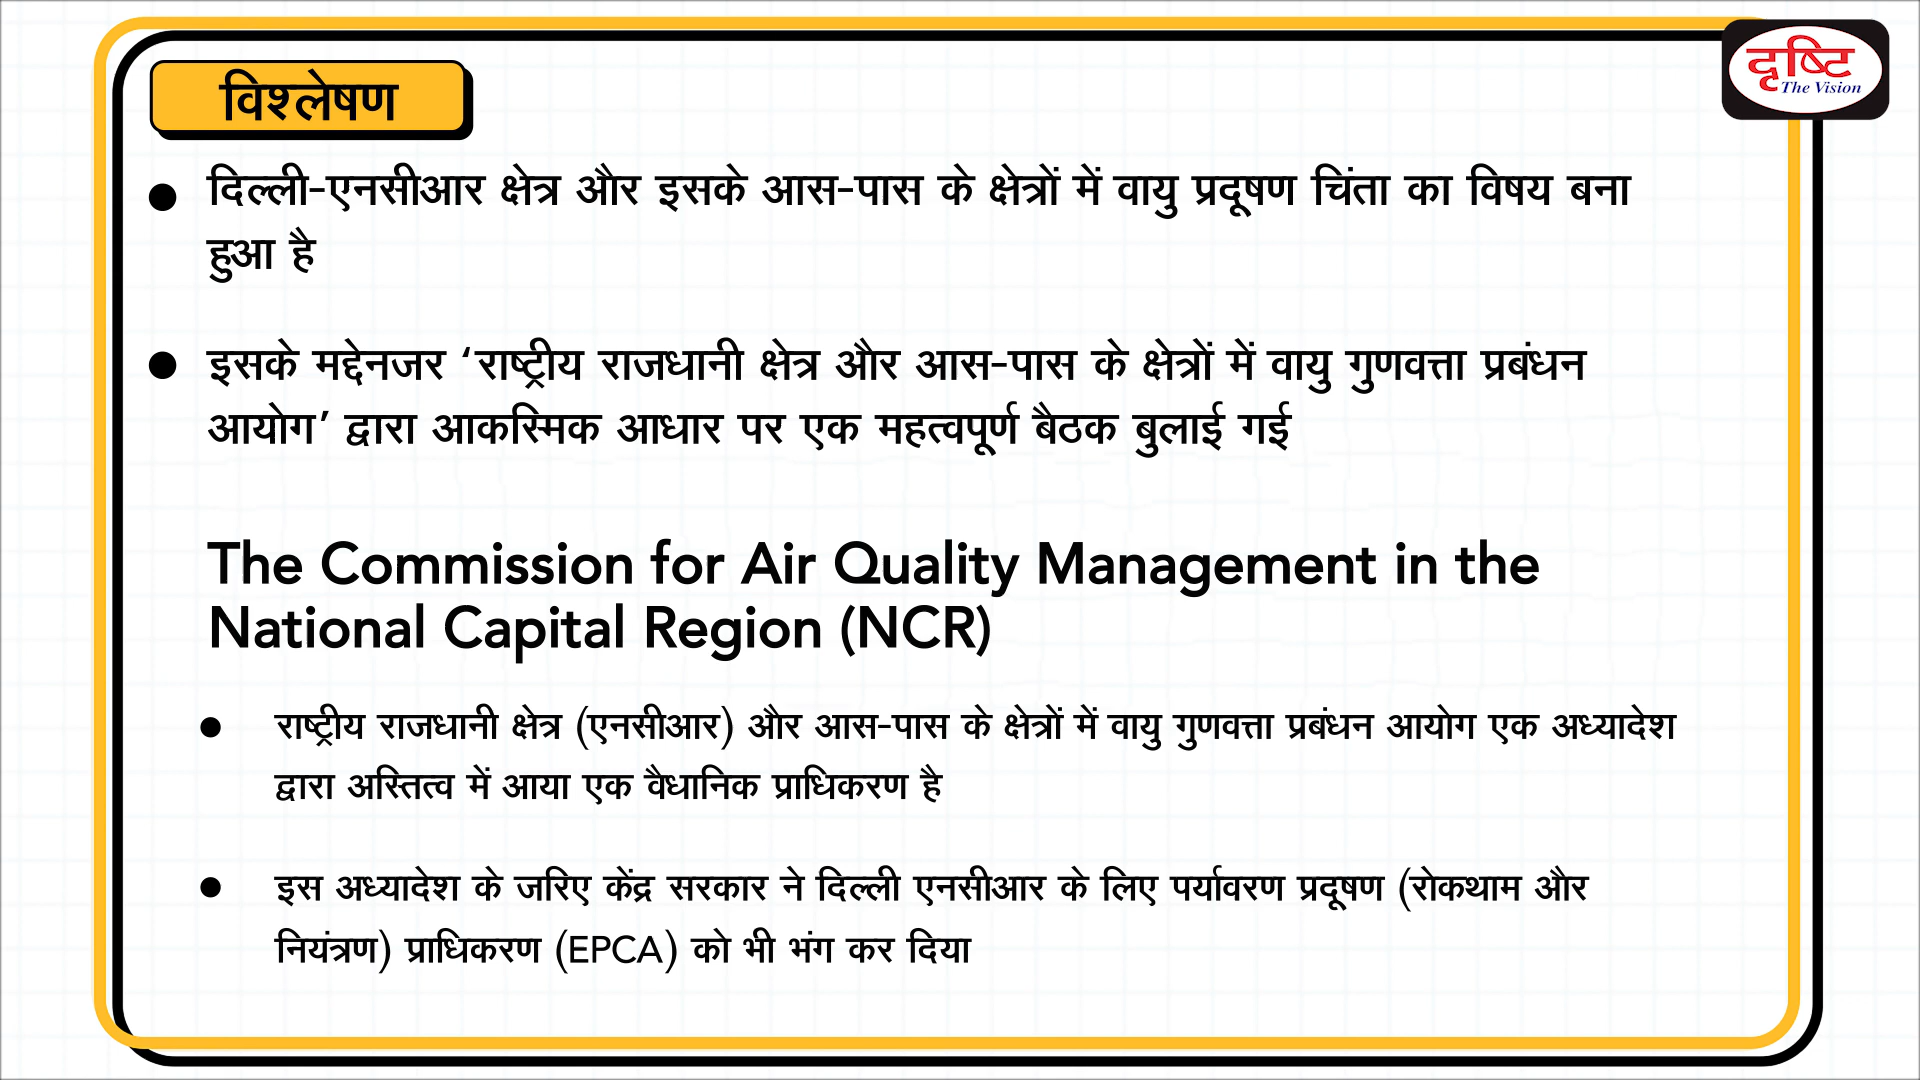 विश्लेषण
दृष्टि
The Vision
● दिल्ली-एनसीआर क्षेत्र और इसके आस-पास के क्षेत्रों में वायु प्रदूषण चिंता का विषय बना
हुआ है
● इसके मद्देनजर ‘राष्ट्रीय राजधानी क्षेत्र और आस-पास के क्षेत्रों में वायु गुणवत्ता प्रबंधन
आयोग’ द्वारा आकस्मिक आधार पर एक महत्वपूर्ण बैठक बुलाई गई
The Commission for Air Quality Management in the
National Capital Region (NCR)
● राष्ट्रीय राजधानी क्षेत्र (एनसीआर) और आस-पास के क्षेत्रों में वायु गुणवत्ता प्रबंधन आयोग एक अध्यादेश
द्वारा अस्तित्व में आया एक वैधानिक प्राधिकरण है
● इस अध्यादेश के जरिए केंद्र सरकार ने दिल्ली एनसीआर के लिए पर्यावरण प्रदूषण (रोकथाम और
नियंत्रण) प्राधिकरण (EPCA) को भी भंग कर दिया